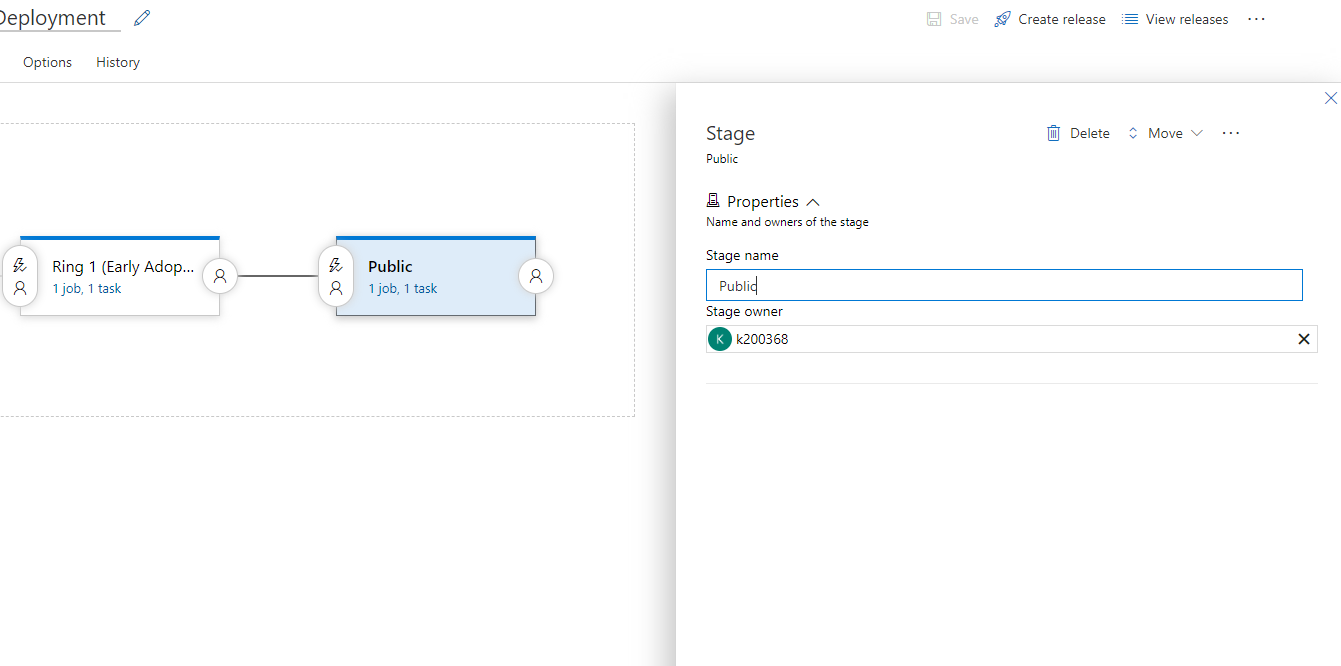 Deployment
Save Create release View releases ...
Options History
Stage
Delete Move ...
Public
Properties
Name and owners of the stage
Stage name
Public
Stage owner
K k200368
Ring 1 (Early Adop...
1 job, 1 task
Public
1 job, 1 task